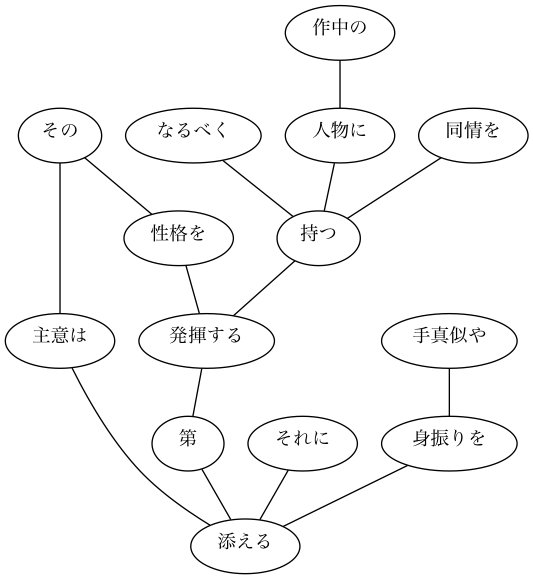 作中の
その
なるべく
人物に
同情を
性格を
持つ
主意は
発揮する
手真似や
第
それに
身振りを
添える